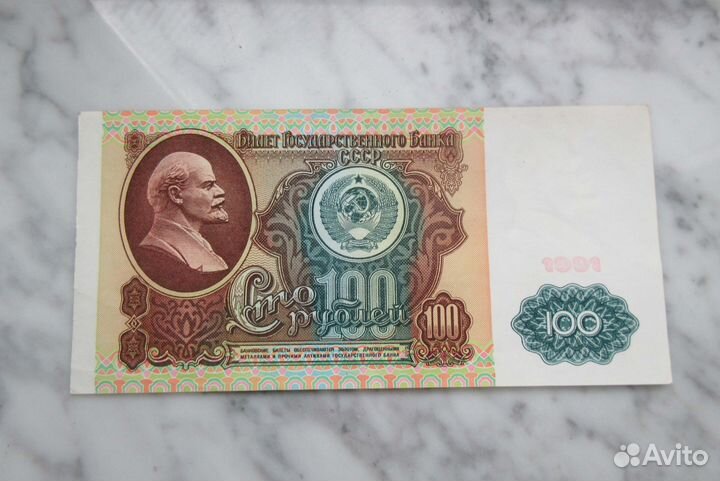 Билет Государственного Банка
СССР
Сто 100
рублей
100
БАНКОВСКИЕ БИЛЕТЫ ОБЕСПЕЧИВАЮТСЯ ЗОЛОТОМ, ДРАГОЦЕННЫМИ
МЕТАЛЛАМИ И ПРОЧИМИ АКТИВАМИ ГОСУДАРСТВЕННОГО БАНКА
1991
100
Avito